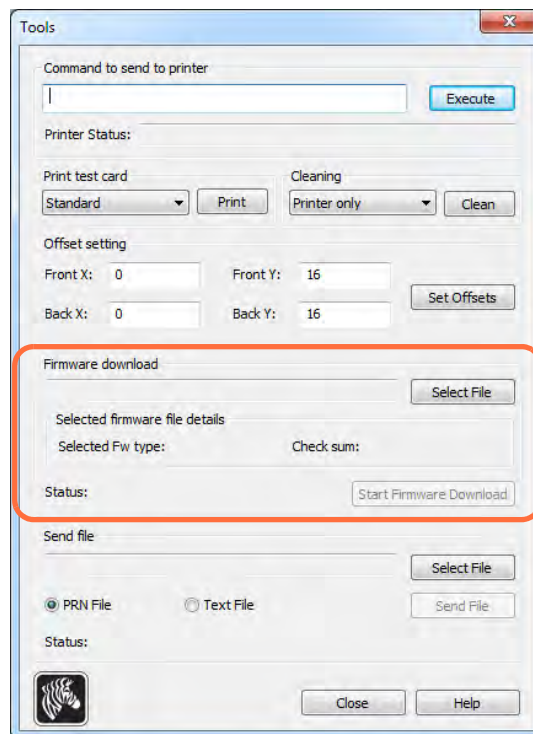 Tools
Command to send to printer
Execute
Printer Status:
Print test card
Cleaning
Standard
Print
Printer only
Clean
Offset setting
Front X: 0 Front Y: 16
Set Offsets
Back X: 0 Back Y: 16
Firmware download
Select File
Selected firmware file details
Selected Fw type: Check sum:
Status:
Start Firmware Download
Send file
Select File
PRN File Text File
Send File
Status:
Close Help